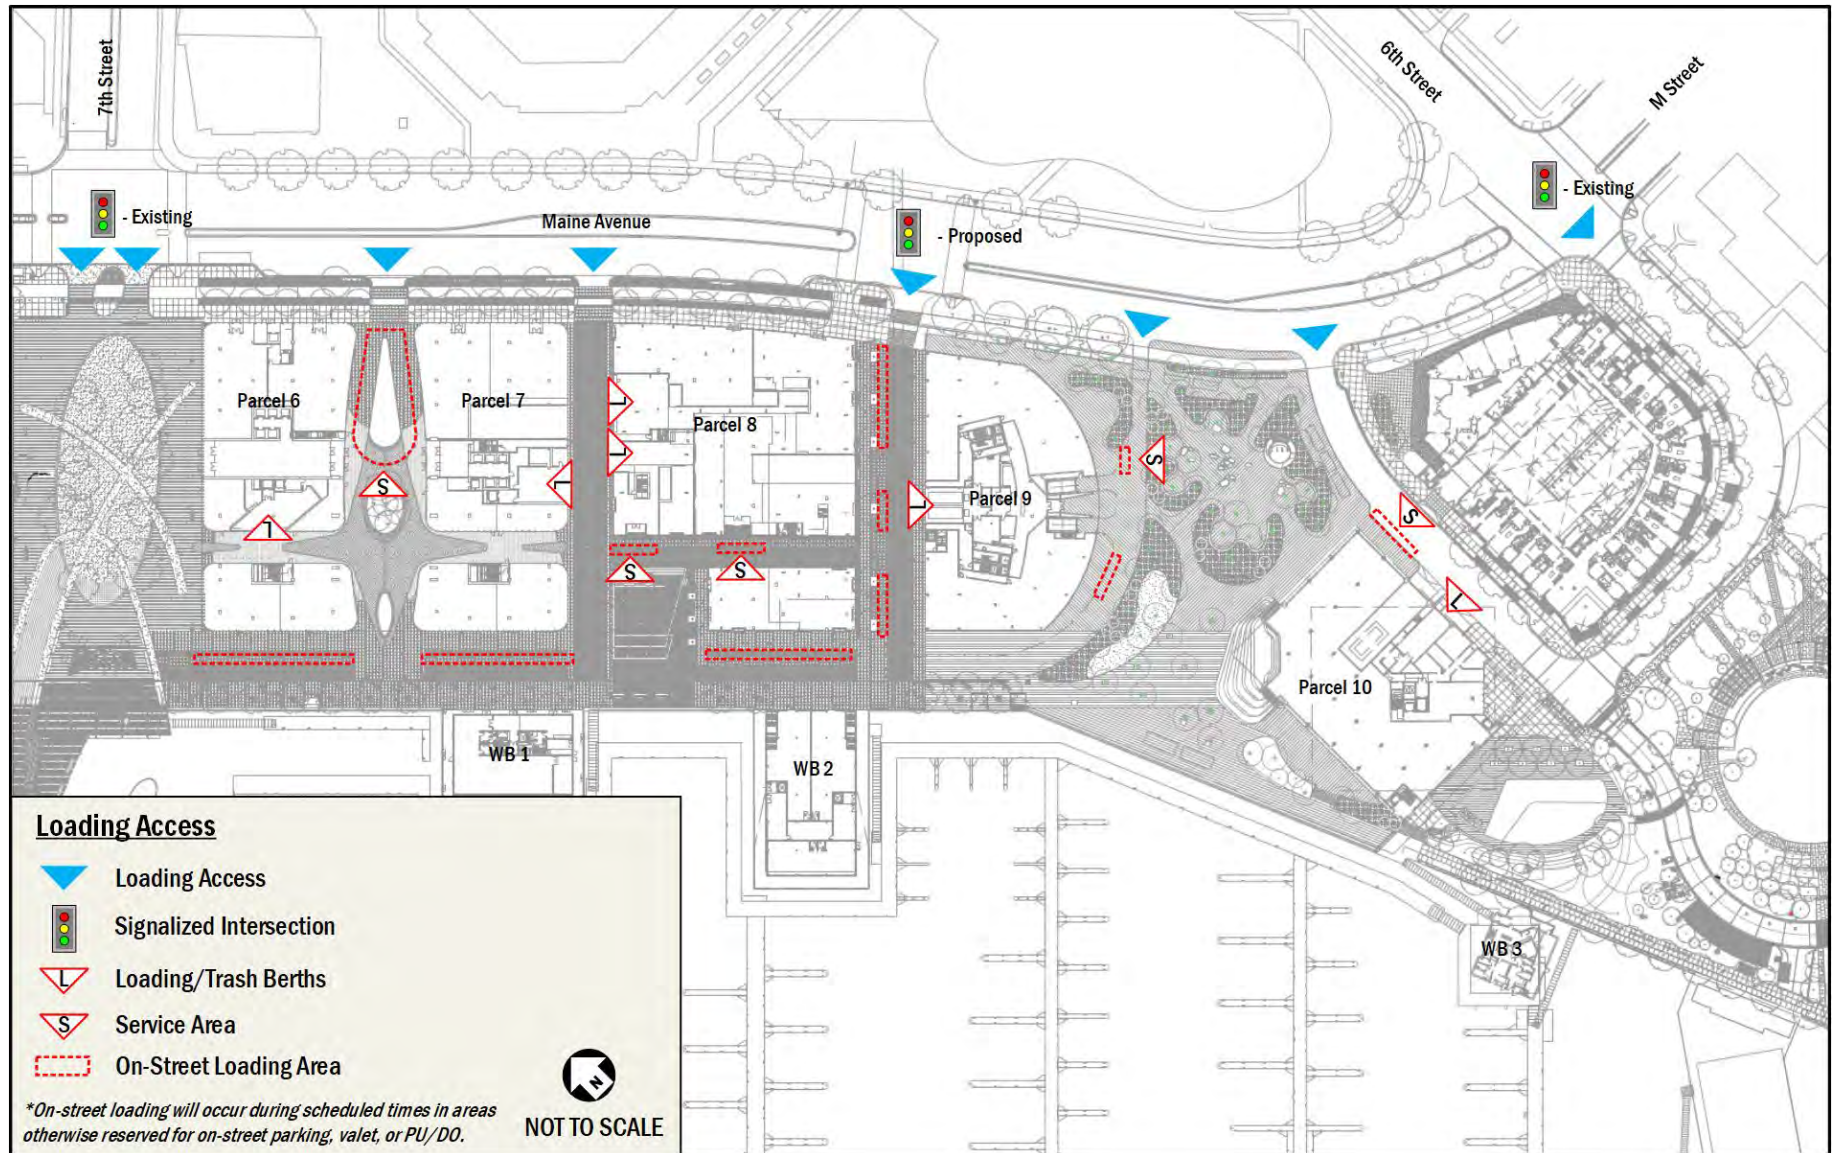 7th Street
6th Street
M Street
- Existing
Maine Avenue
- Proposed
- Existing
Parcel 6
Parcel 7
L
L
Parcel 8
S
L
S
Parcel 9
L
L
S
S
S
L
Parcel 10
WB 1
WB 2
WB 3
Loading Access
Loading Access
Signalized Intersection
L Loading/Trash Berths
S Service Area
On-Street Loading Area
N
*On-street loading will occur during scheduled times in areas
otherwise reserved for on-street parking, valet, or PU/DO.
NOT TO SCALE